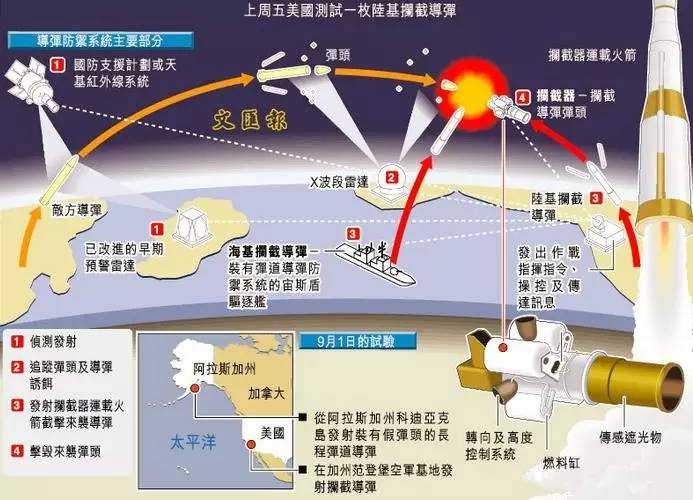 上周五美國測試一枚陸基攔截導彈
導彈防禦系統主要部分
1
國防支援計劃或天
基紅外線系統
彈頭
攔截器運載火箭
4
攔截器－攔截
導彈彈頭
文匯報
敵方導彈
1
已改進的早期
預警雷達
X波段雷達
2
3
海基攔截導彈－
裝有彈道導彈防
禦系統的宙斯盾
驅逐艦
陸基攔截
導彈
3
發出作戰
指揮指令、
操控及傳
達訊息
1 偵測發射
2 追蹤彈頭及導彈
誘餌
3 發射攔截器運載火
箭截擊來襲導彈
4 擊毀來襲彈頭
9月1日的試驗
阿拉斯加州
加拿大
太平洋
美國
從阿拉斯加州科迪亞克
島發射裝有假彈頭的長
程彈道導彈
在加州范登堡空軍基地發
射攔截導彈
轉向及高度
控制系統
燃料缸
傳感遮光物